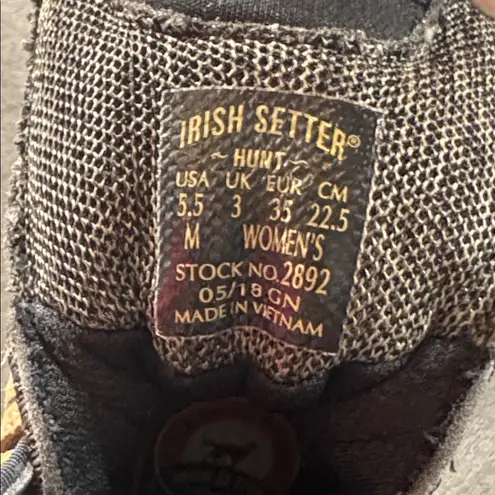 IRISH SETTER®
~ HUNT ~
USA UK EUR CM
5.5 3 35 22.5
M WOMEN'S
STOCK NO. 2892
05/18 GN
MADE IN VIETNAM